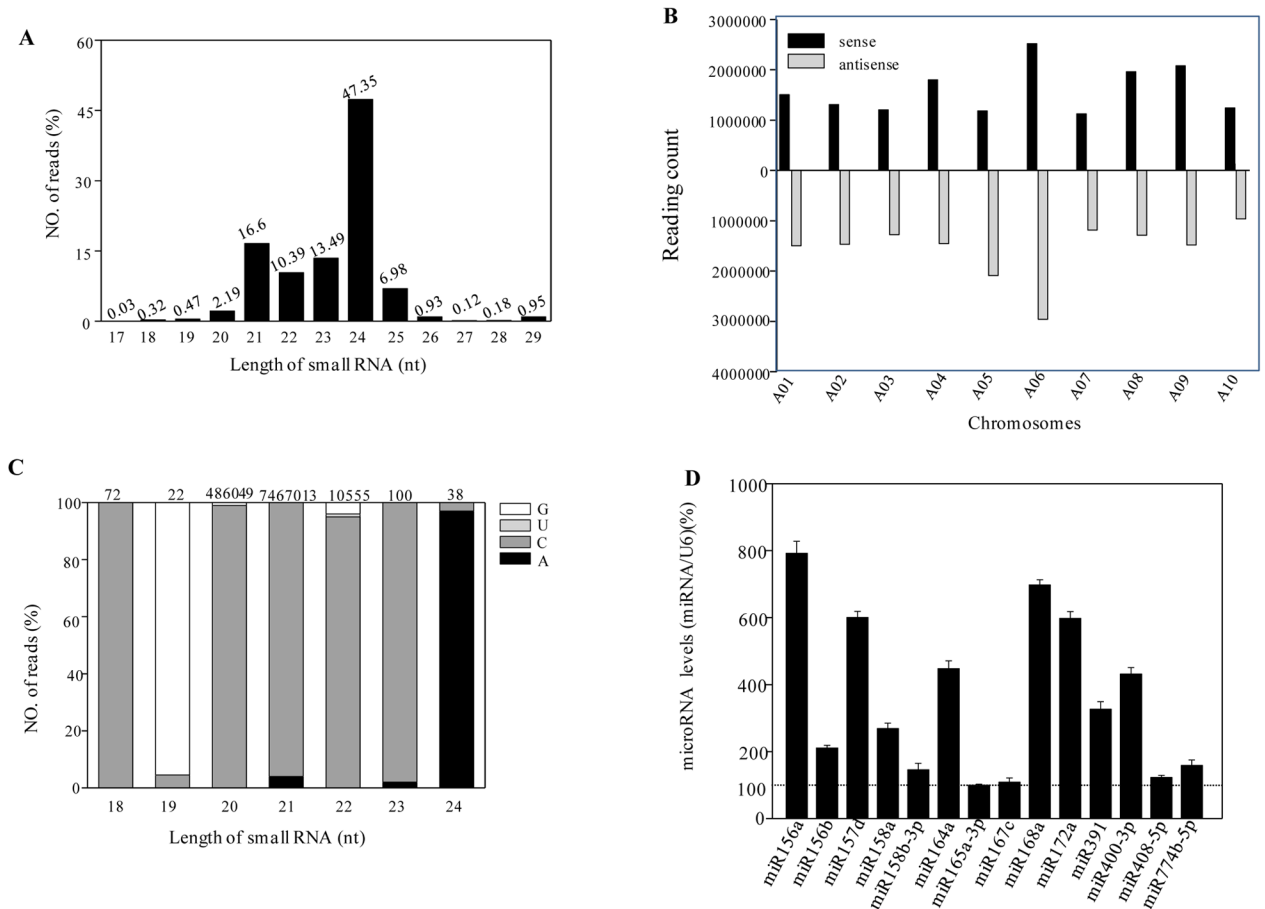 A
60
45
30
15
0
NO. of reads (%)
0.03 0.32 0.47 2.19 16.6 10.39 13.49 47.35 6.98 0.93 0.12 0.18 0.95
17 18 19 20 21 22 23 24 25 26 27 28 29
Length of small RNA (nt)
B
3000000
2000000
1000000
0
1000000
2000000
3000000
4000000
Reading count
sense
antisense
A01 A02 A03 A04 A05 A06 A07 A08 A09 A10
Chromosomes
C
72 22 486049 7467013 10555 100 38
100
80
60
40
20
0
NO. of reads (%)
G
U
C
A
18 19 20 21 22 23 24
Length of small RNA (nt)
D
1000
800
600
400
200
100
0
microRNA levels (miRNA/U6)(%)
miR156a miR156b miR157d miR158a miR158b-3p miR164a miR165a-3p miR167c miR168a miR172a miR391 miR400-3p miR408-5p miR774b-5p